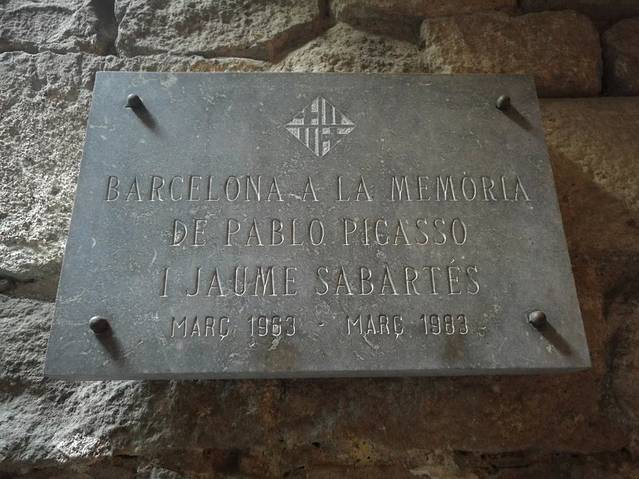 BARCELONA A LA MEMÒRIA
DE PABLO PICASSO
I JAUME SABARTÉS
MARÇ 1963 - MARÇ 1983